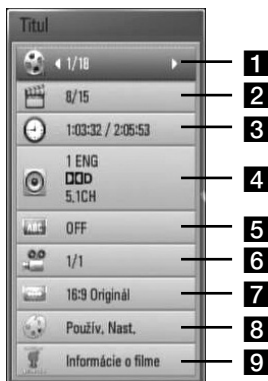 Titul
1/18 1
8/15 2
1:03:32 / 2:05:53 3
1 ENG
D 4
5.1CH
ABC OFF 5
1/1 6
16:9 Originál 7
Použív. Nast. 8
Informácie o filme 9